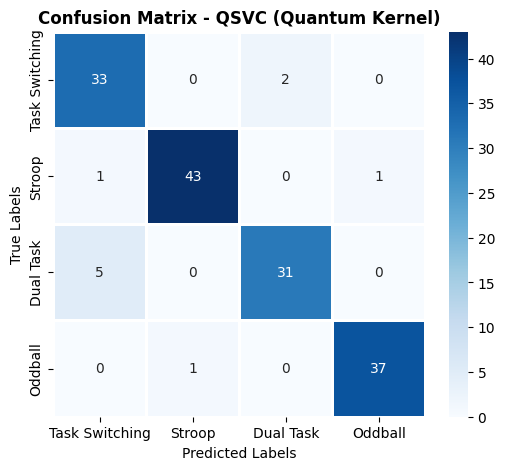 Confusion Matrix - QSVC (Quantum Kernel)
True Labels
Task Switching
33 0 2 0
Stroop
1 43 0 1
Dual Task
5 0 31 0
Oddball
0 1 0 37
Task Switching Stroop Dual Task Oddball
Predicted Labels
40
35
30
25
20
15
10
5
0